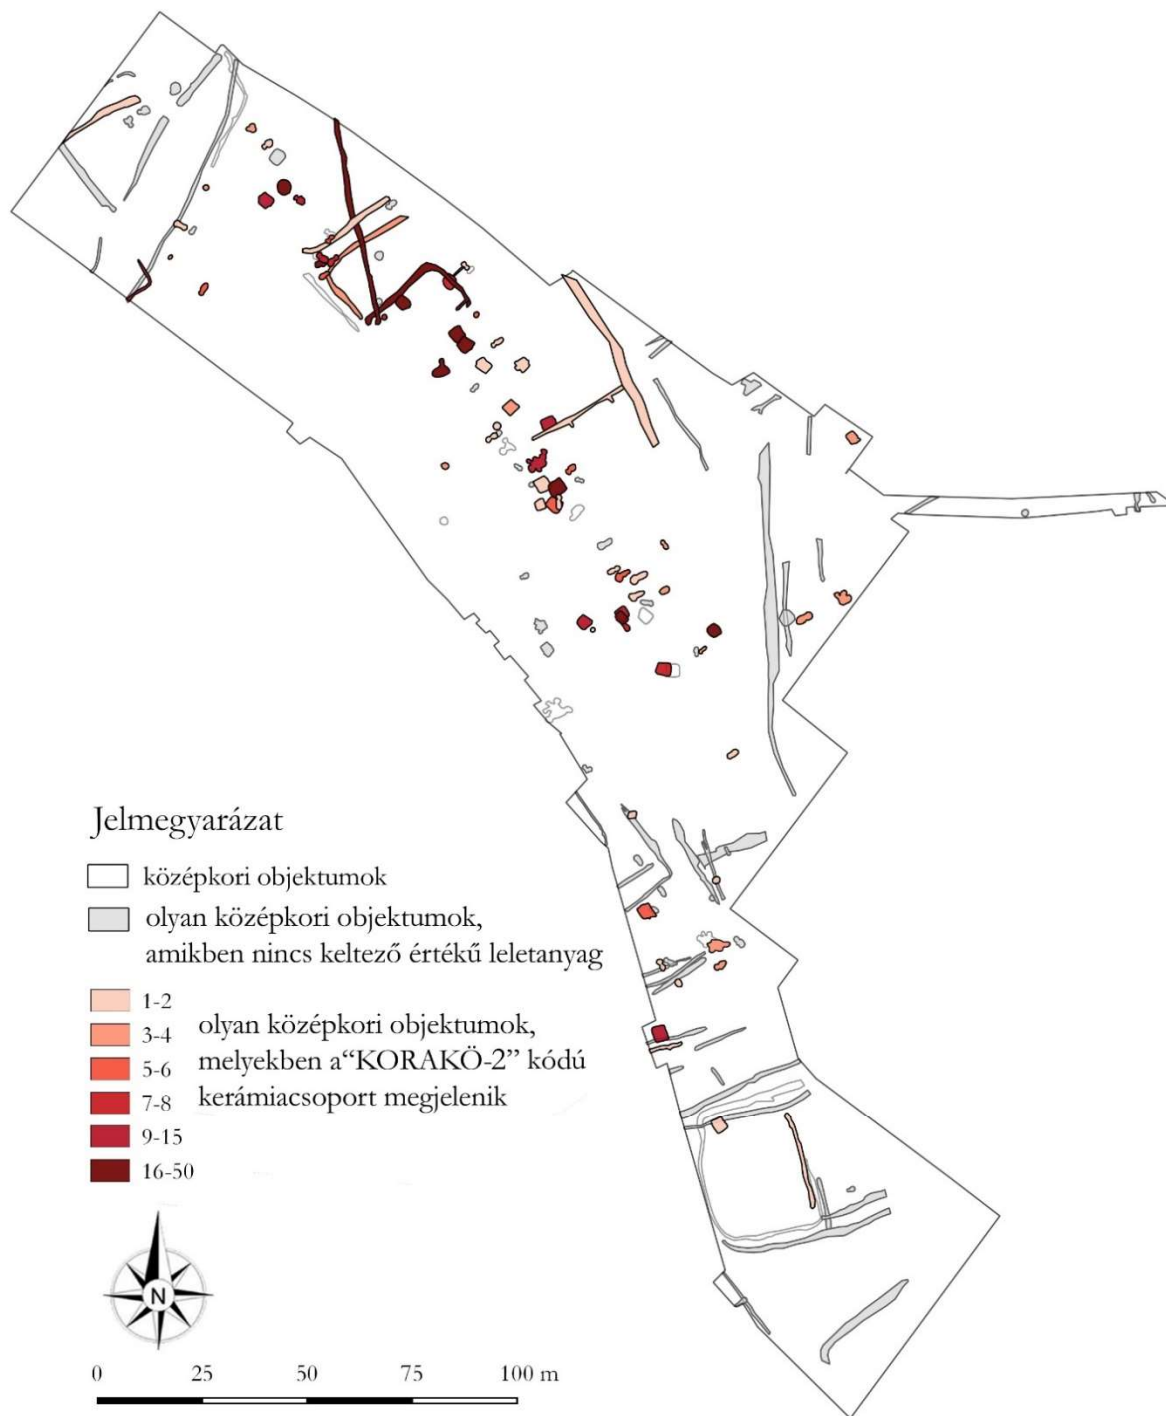 Jelmegyarázat
középkori objektumok
olyan középkori objektumok,
amikben nincs keltező értékű leletanyag
1-2
3-4
5-6
7-8
9-15
16-50
olyan középkori objektumok,
melyekben a“KORAKÖ-2” kódú
kerámiacsoport megjelenik
N
0 25 50 75 100 m